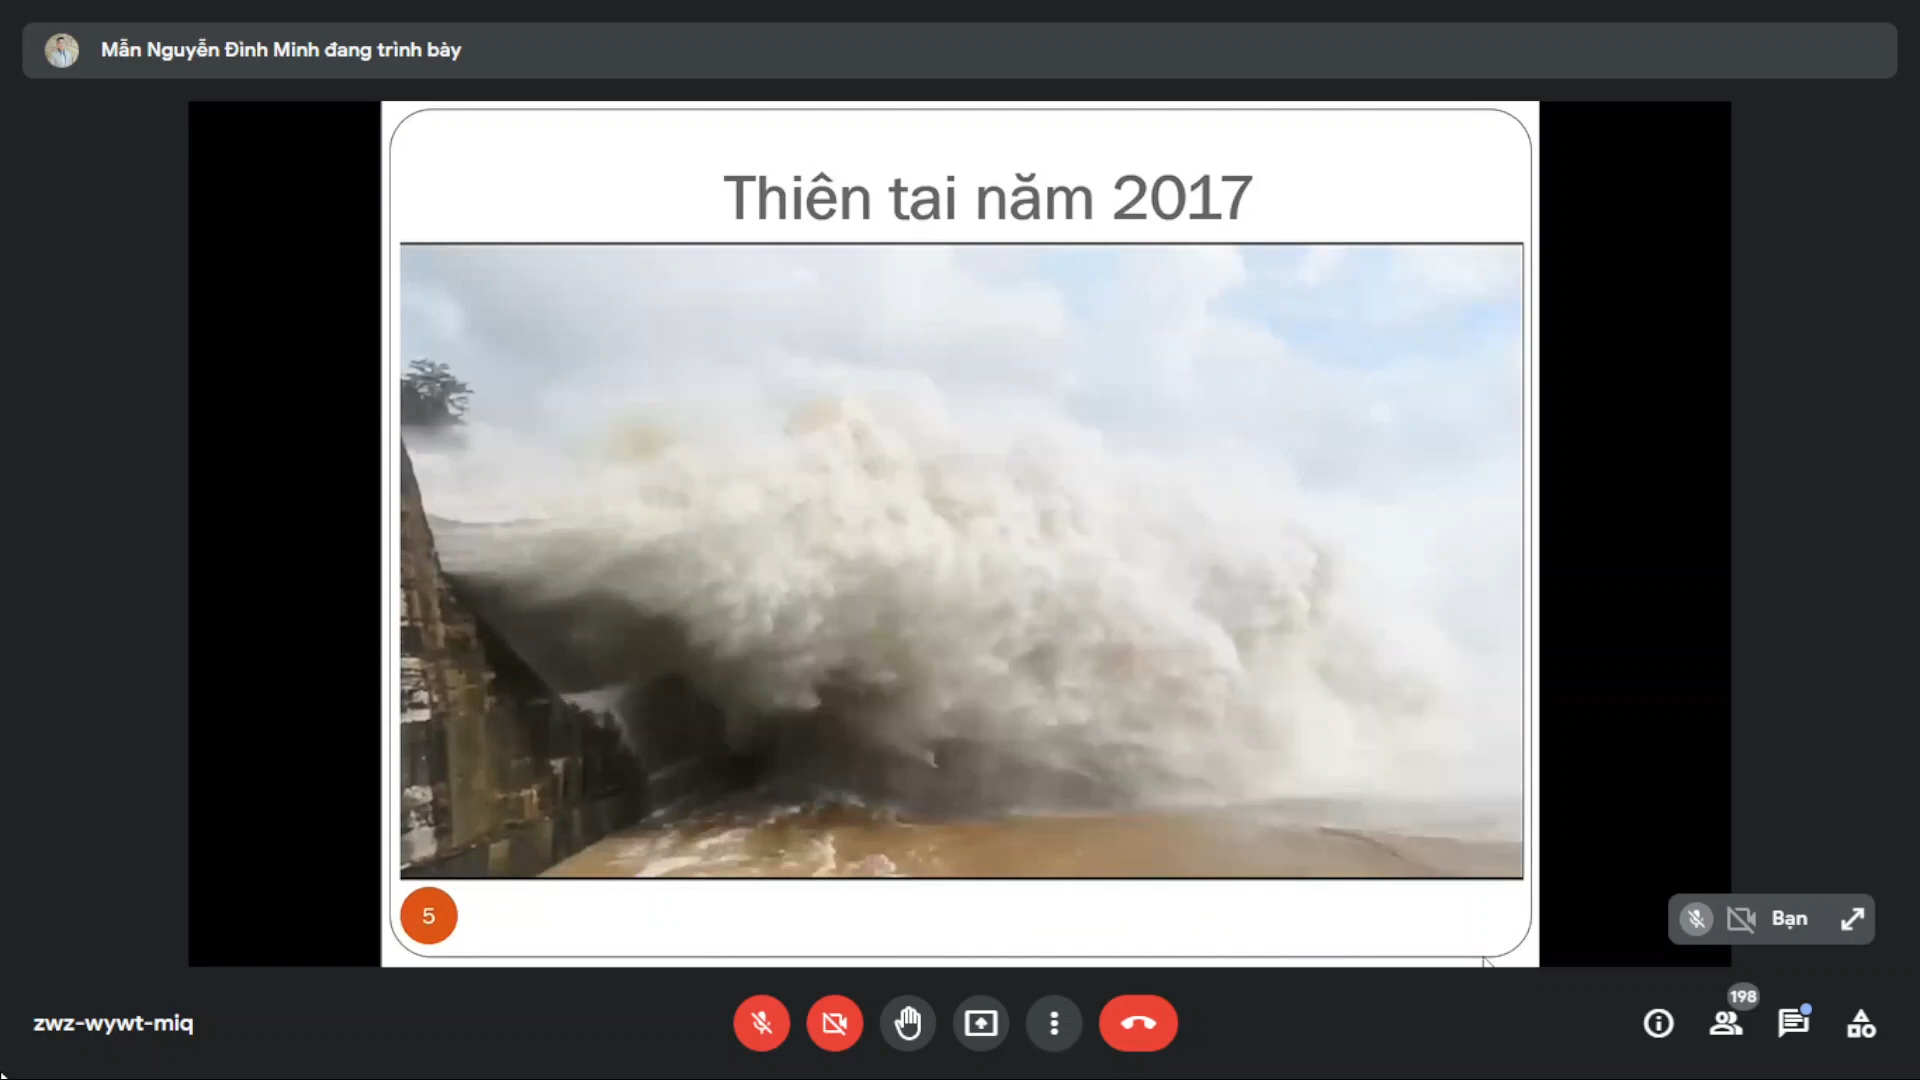 Mẫn Nguyễn Đình Minh đang trình bày
Thiên tai năm 2017
5
Bạn
198
zwz-wywt-miq